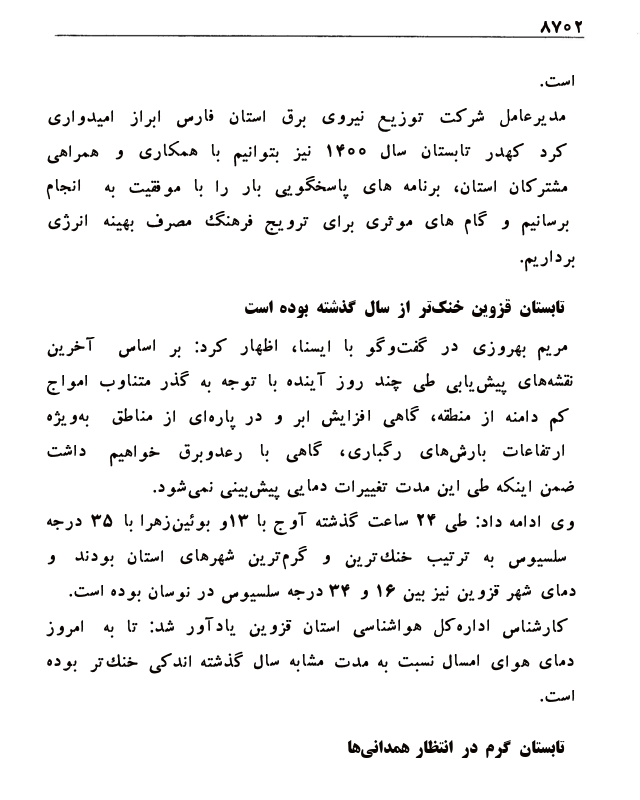 ۸۷۰۲
است.
مدیرعامل شرکت توزیع نیروی برق استان فارس ابراز امیدواری
کرد کهدر تابستان سال ۱۴۰۰ نیز بتوانیم با همکاری و همراهی
مشترکان استان، برنامه های پاسخگویی بار را با موفقیت به انجام
برسانیم و گام های موثری برای ترویج فرهنگ مصرف بهینه انرژی
برداریم.
تابستان قزوین خنک‌تر از سال گذشته بوده است
مریم بهروزی در گفت‌وگو با ایسنا، اظهار کرد: بر اساس آخرین
نقشه‌های پیش‌یابی طی چند روز آینده با توجه به گذر متناوب امواج
کم دامنه از منطقه، گاهی افزایش ابر و در پاره‌ای از مناطق به‌ویژه
ارتفاعات بارش‌های رگباری، گاهی با رعدوبرق خواهیم داشت
ضمن اینکه طی این مدت تغییرات دمایی پیش‌بینی نمی‌شود.
وی ادامه داد: طی ۲۴ ساعت گذشته آوج با ۱۳و بوئین‌زهرا با ۳۵ درجه
سلسیوس به ترتیب خنک‌ترین و گرم‌ترین شهرهای استان بودند و
دمای شهر قزوین نیز بین ۱۶ و ۳۴ درجه سلسیوس در نوسان بوده است.
کارشناس اداره‌کل هواشناسی استان قزوین یادآور شد: تا به امروز
دمای هوای امسال نسبت به مدت مشابه سال گذشته اندکی خنک‌تر بوده
است.
تابستان گرم در انتظار همدانی‌ها